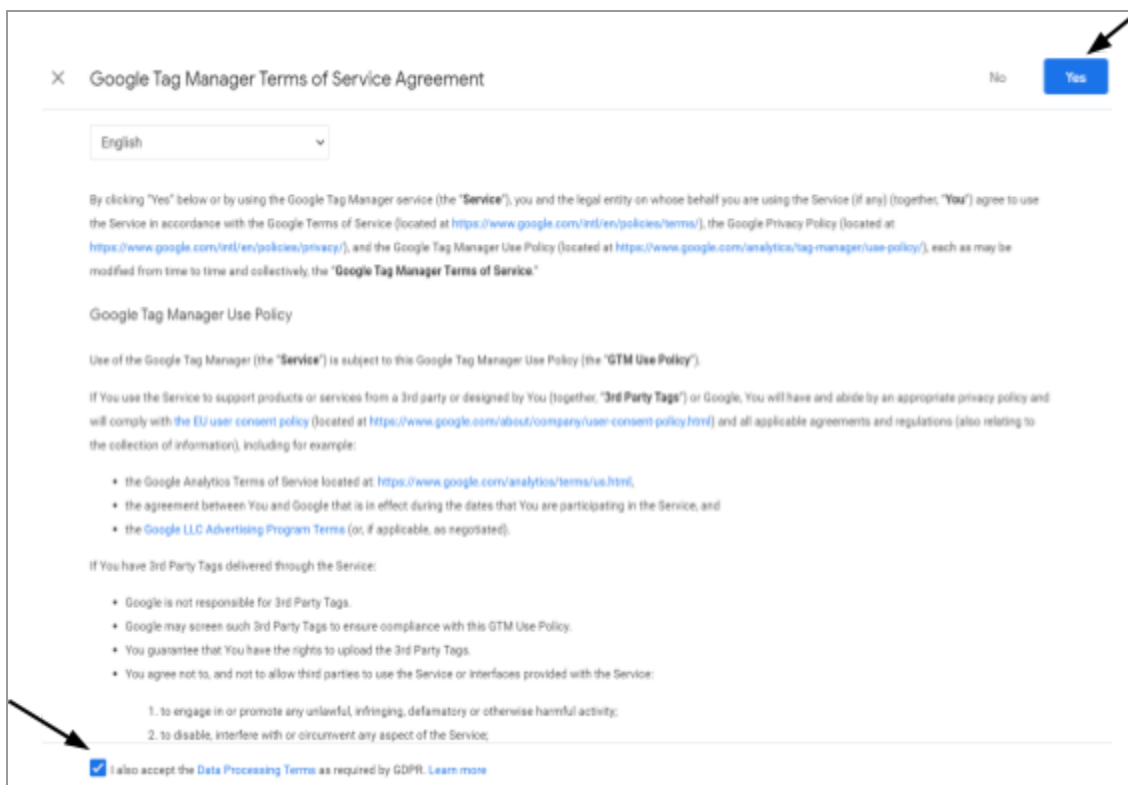 Google Tag Manager Terms of Service Agreement
No
Yes
English
By clicking "Yes" below or by using the Google Tag Manager service (the "Service"), you and the legal entity on whose behalf you are using the Service (if any) (together, "You") agree to use
the Service in accordance with the Google Terms of Service (located at https://www.google.com/intl/en/policies/terms/), the Google Privacy Policy (located at
https://www.google.com/intl/en/policies/privacy/), and the Google Tag Manager Use Policy (located at https://www.google.com/analytics/tag-manager/use-policy/), each as may be
modified from time to time and collectively, the "Google Tag Manager Terms of Service."
Google Tag Manager Use Policy
Use of the Google Tag Manager (the "Service") is subject to this Google Tag Manager Use Policy (the "GTM Use Policy").
If You use the Service to support products or services from a 3rd party or designed by You (together, "3rd Party Tags") or Google, You will have and abide by an appropriate privacy policy and
will comply with the EU user consent policy (located at https://www.google.com/about/company/user-consent-policy.html) and all applicable agreements and regulations (also relating to
the collection of information), including for example:
• the Google Analytics Terms of Service located at: https://www.google.com/analytics/terms/us.html,
• the agreement between You and Google that is in effect during the dates that You are participating in the Service, and
• the Google LLC Advertising Program Terms (or, if applicable, as negotiated).
If You have 3rd Party Tags delivered through the Service:
• Google is not responsible for 3rd Party Tags.
• Google may screen such 3rd Party Tags to ensure compliance with this GTM Use Policy.
• You guarantee that You have the rights to upload the 3rd Party Tags.
• You agree not to, and not to allow third parties to use the Service or interfaces provided with the Service:
1. to engage in or promote any unlawful, infringing, defamatory or otherwise harmful activity;
2. to disable, interfere with or circumvent any aspect of the Service;
I also accept the Data Processing Terms as required by GDPR. Learn more